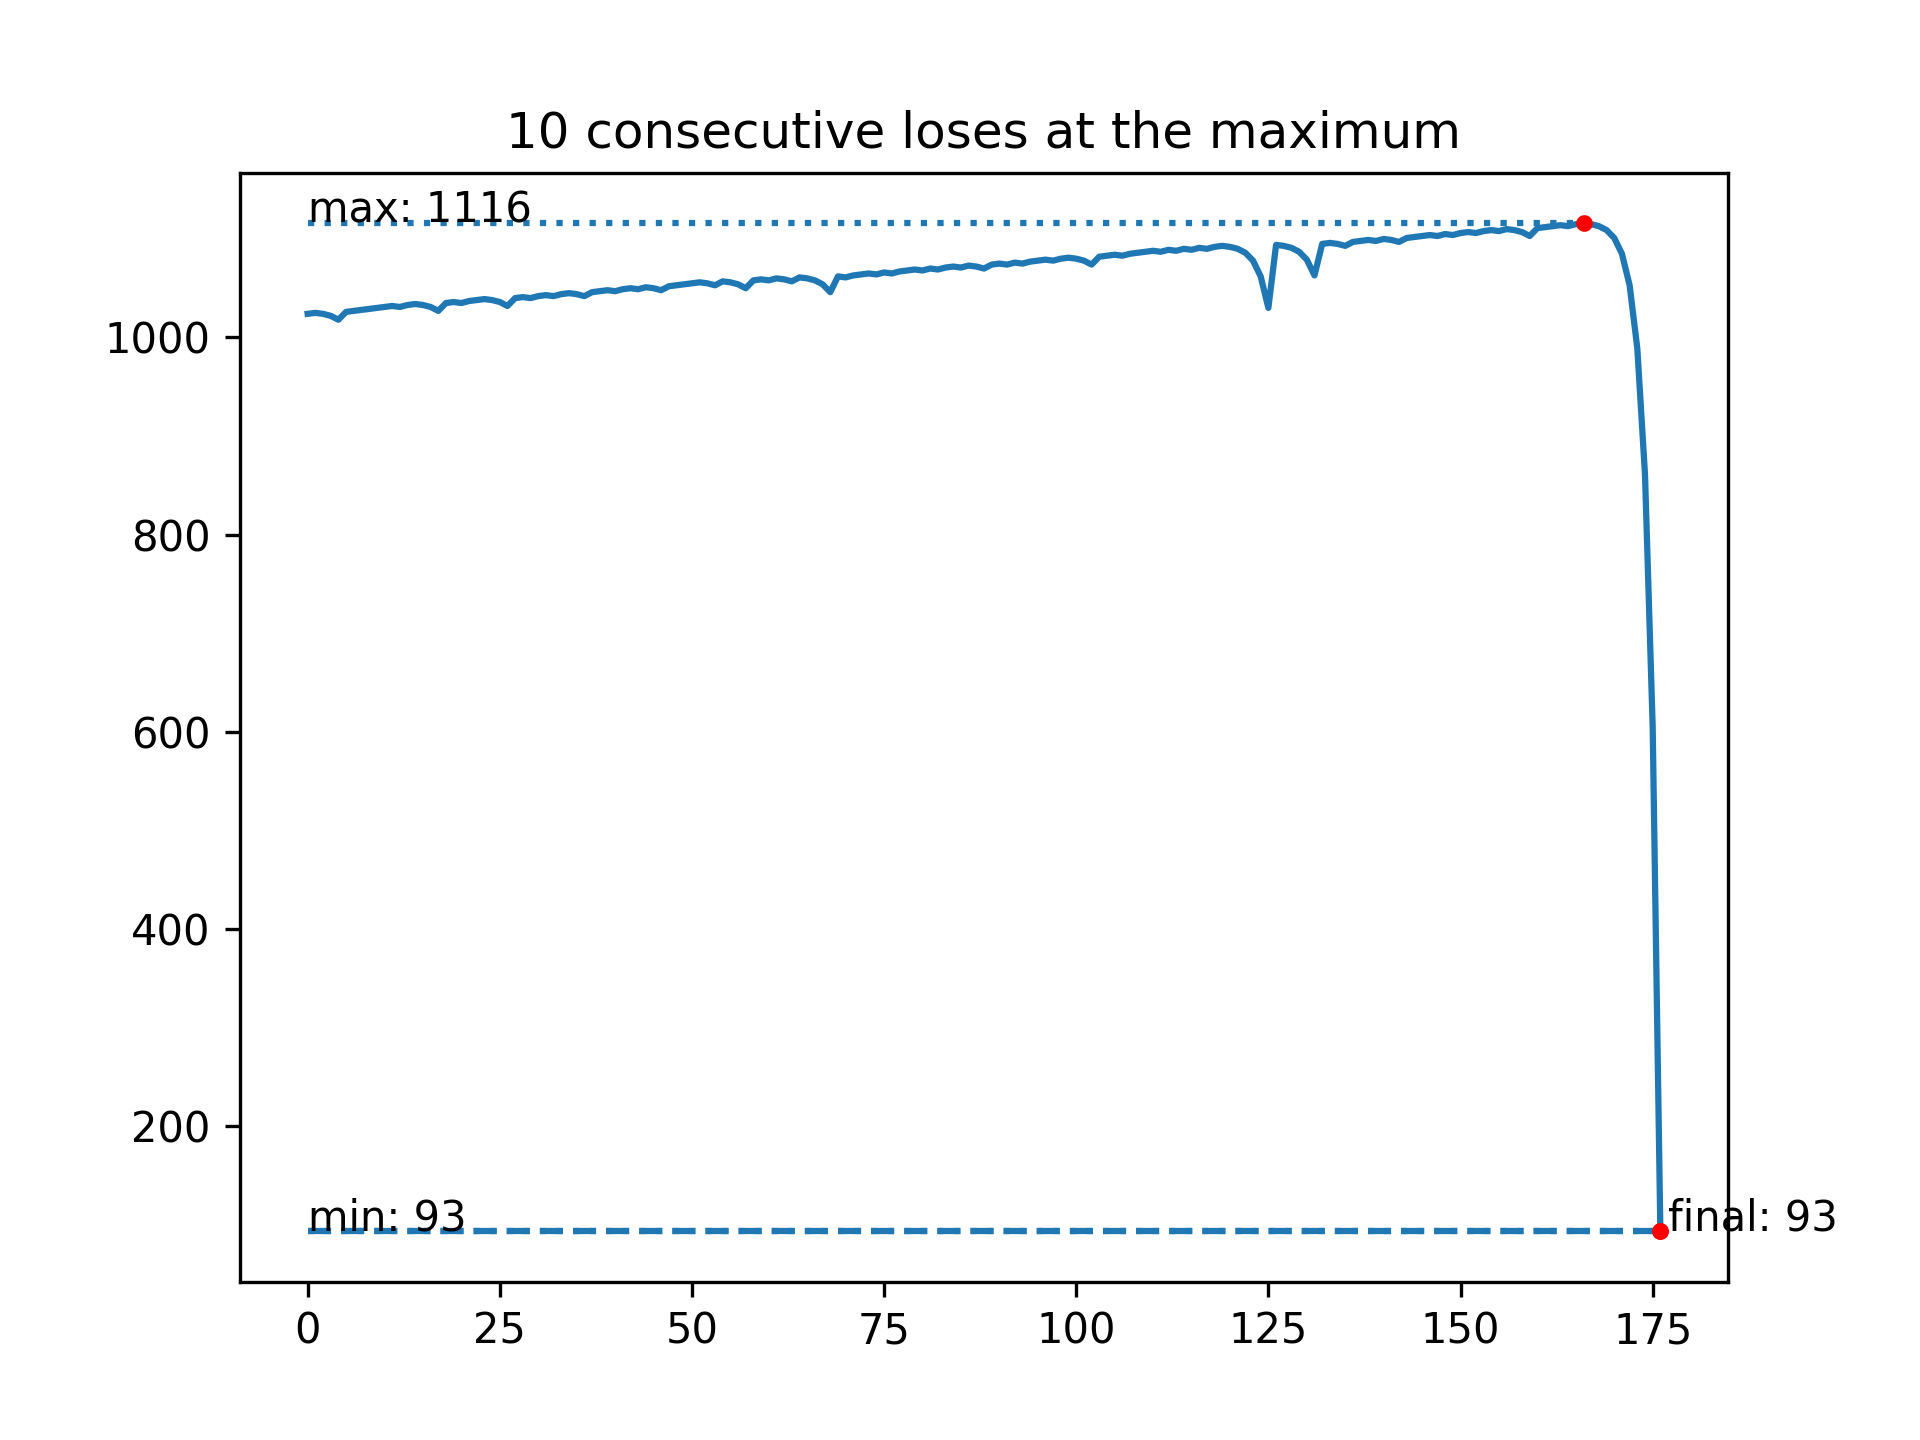 10 consecutive loses at the maximum
max: 1116
1000
800
600
400
200
min: 93
final: 93
0 25 50 75 100 125 150 175